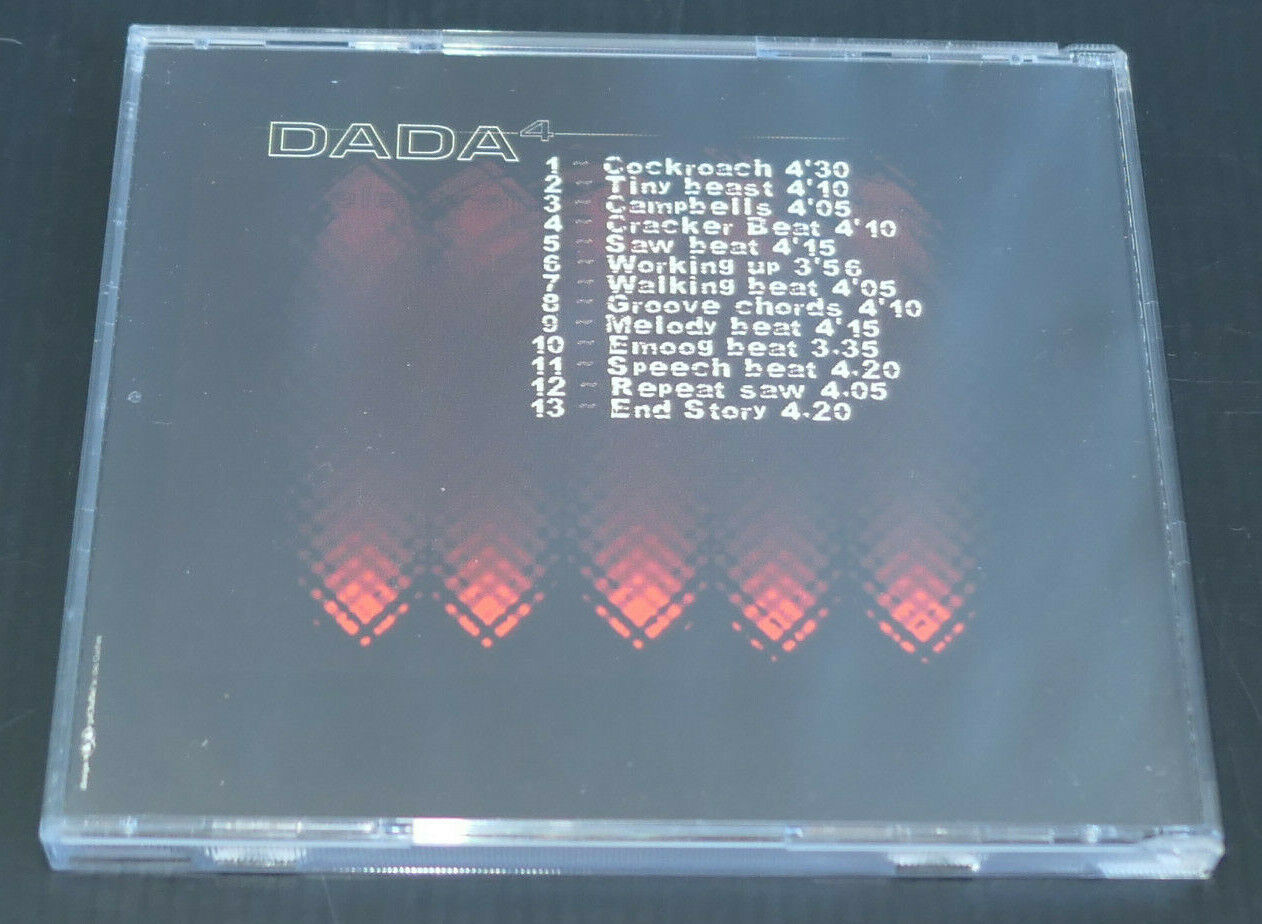 DADA4
1 ~ Cockroach 4'30
2 ~ Tiny beast 4'10
3 ~ Campbells 4'05
4 ~ Cracker Beat 4'10
5 ~ Saw beat 4'15
6 ~ Working up 3'56
7 ~ Walking beat 4'05
8 ~ Groove chords 4'10
9 ~ Melody beat 4'15
10 ~ Emoog beat 3.35
11 ~ Speech beat 4.20
12 ~ Repeat saw 4.05
13 ~ End Story 4.20